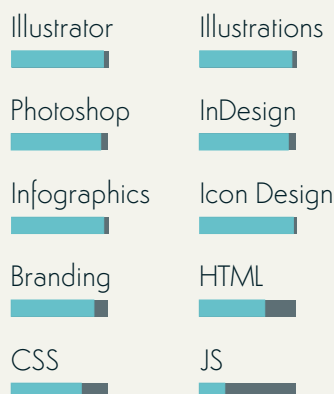 Illustrator
Illustrations
Photoshop
InDesign
Infographics
Icon Design
Branding
HTML
CSS
JS